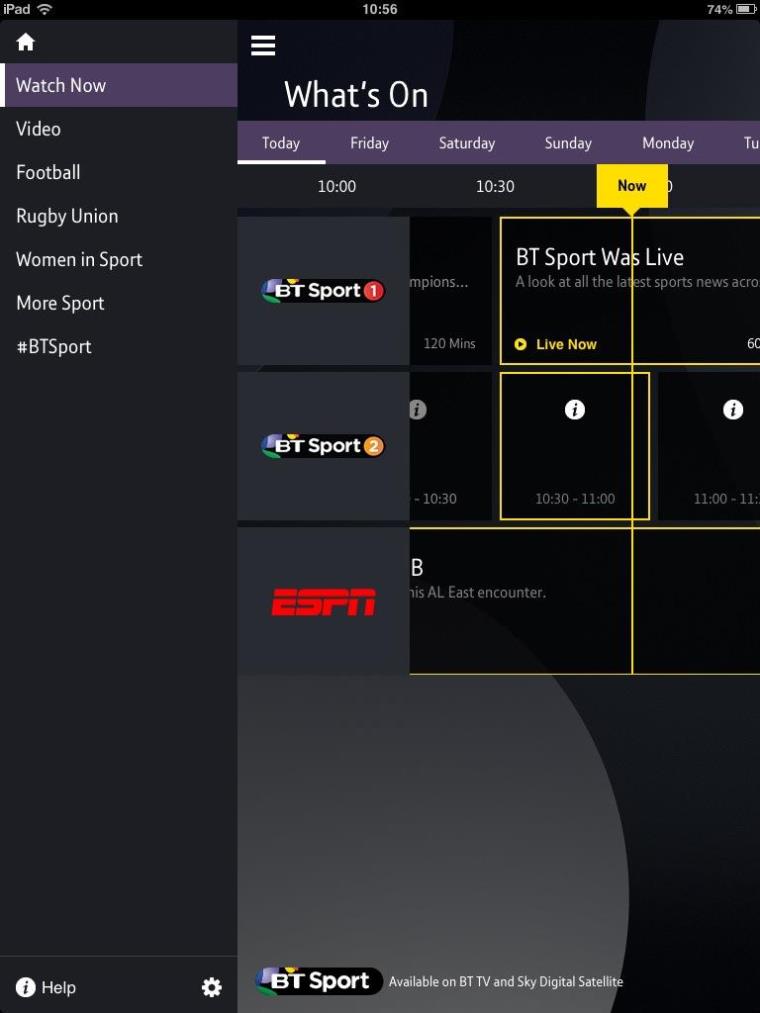 iPad 10:56 74%
Watch Now
Video
Football
Rugby Union
Women in Sport
More Sport
#BTSport
Help
What's On
Today Friday Saturday Sunday Monday Tu
10:00 10:30 Now 0
BT Sport 1
mpions...
120 Mins
BT Sport Was Live
A look at all the latest sports news acro
Live Now 60
BT Sport 2
- 10:30 10:30 - 11:00 11:00 - 11:
ESPN
B
his AL East encounter.
BT Sport Available on BT TV and Sky Digital Satellite